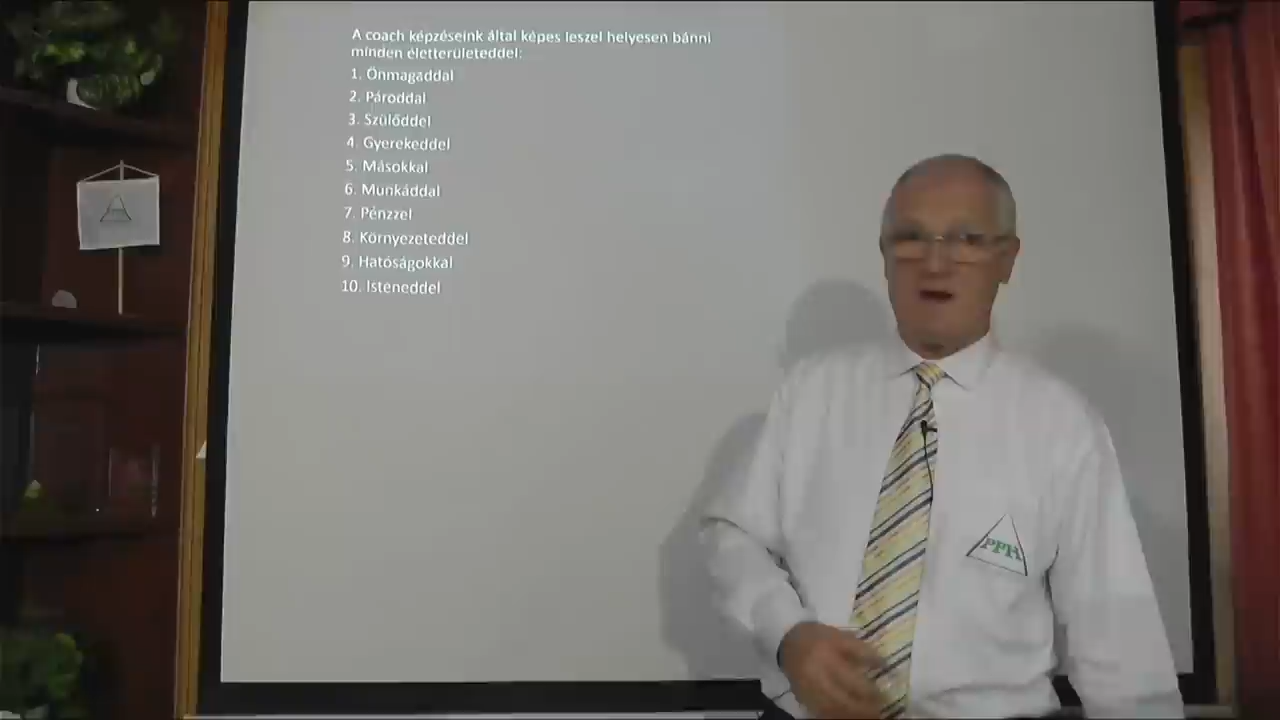 A coach képzéseink által képes leszel helyesen bánni
minden életterületeddel:
1. Önmagaddal
2. Pároddal
3. Szülőddel
4. Gyerekeddel
5. Másokkal
6. Munkáddal
7. Pénzzel
8. Környezeteddel
9. Hatóságokkal
10. Isteneddel
PPH